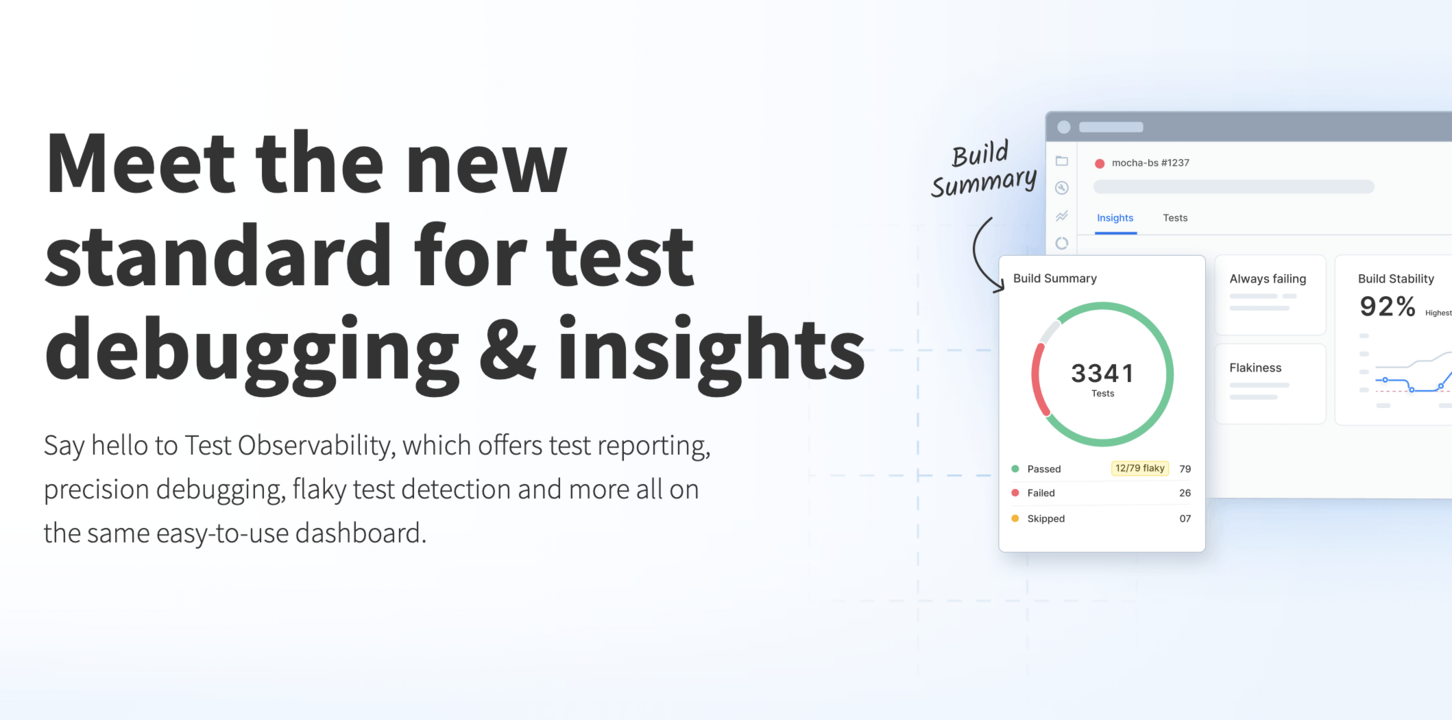 Meet the new
standard for test
debugging & insights
Say hello to Test Observability, which offers test reporting,
precision debugging, flaky test detection and more all on
the same easy-to-use dashboard.
Build
Summary
mocha-bs #1237
Insights
Tests
Build Summary
3341
Tests
Passed 12/79 flaky 79
Failed 26
Skipped 07
Always failing
Flakiness
Build Stability
92% Highest